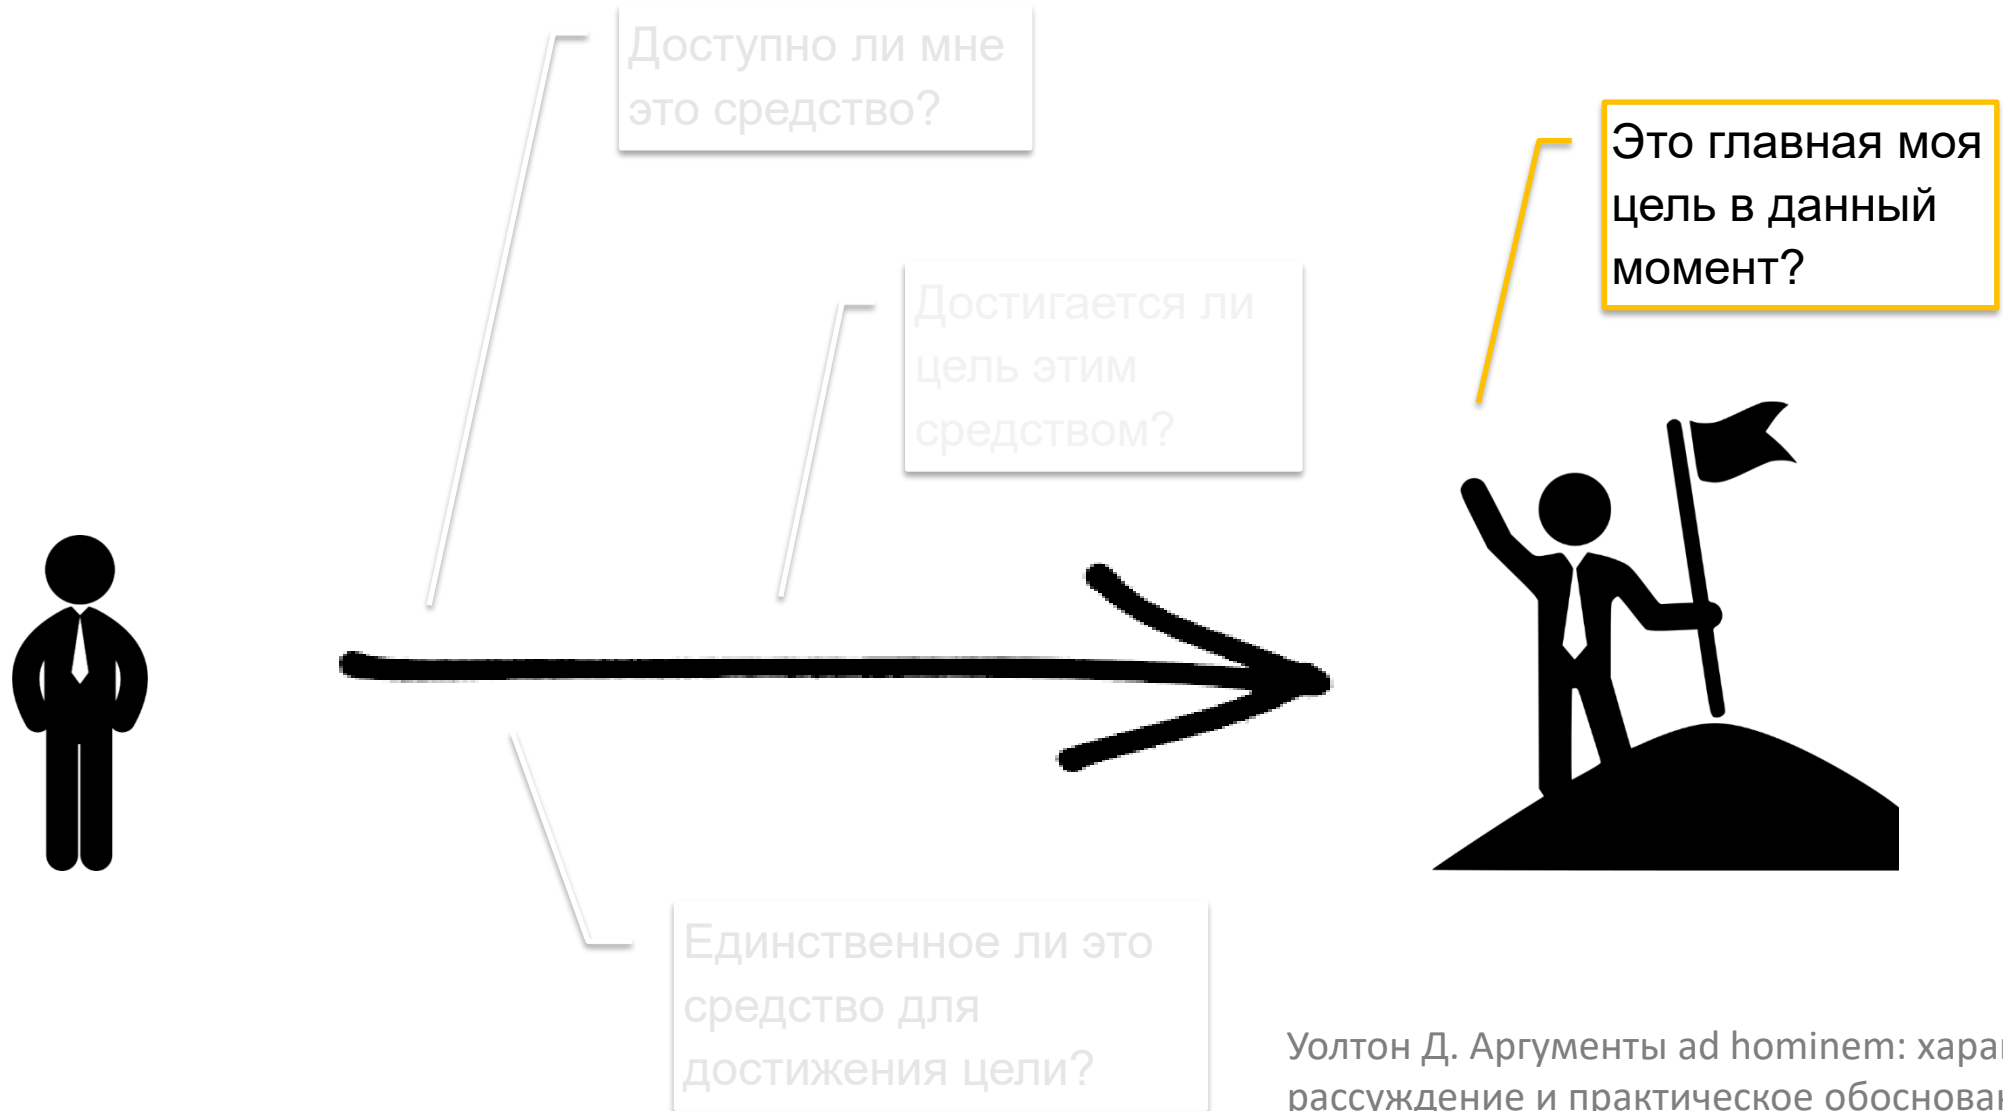 Доступно ли мне
это средство?
Это главная моя
цель в данный
момент?
Достигается ли
цель этим
средством?
Единственное ли это
средство для
достижения цели?
Уолтон Д. Аргументы ad hominem:
рассуждение и практическое